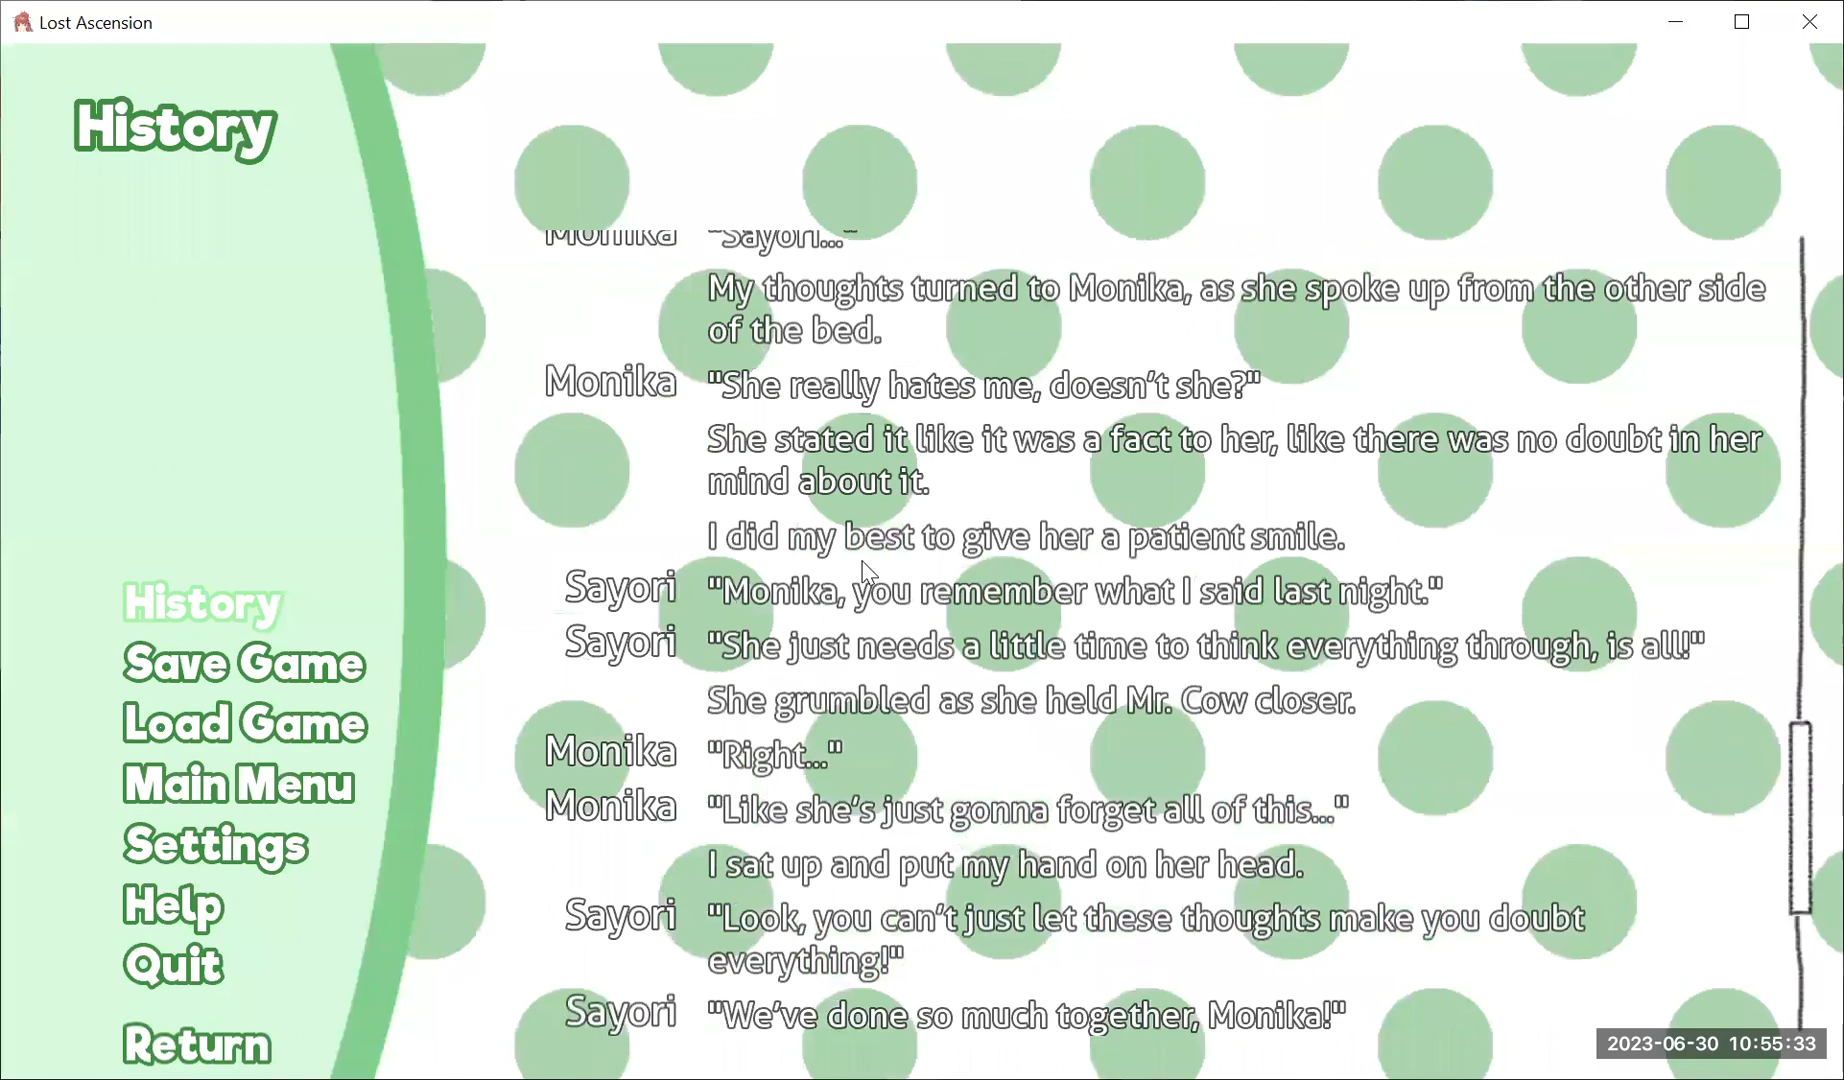 Lost Ascension
History
Monika "Sayori..."
My thoughts turned to Monika, as she spoke up from the other side
of the bed.
Monika "She really hates me, doesn't she?"
She stated it like it was a fact to her, like there was no doubt in her
mind about it.
I did my best to give her a patient smile.
Sayori "Monika, you remember what I said last night."
Sayori "She just needs a little time to think everything through, is all!"
She grumbled as she held Mr. Cow closer.
Monika "Right..."
Monika "Like she's just gonna forget all of this..."
I sat up and put my hand on her head.
Sayori "Look, you can't just let these thoughts make you doubt
everything!"
Sayori "We've done so much together, Monika!"
History
Save Game
Load Game
Main Menu
Settings
Help
Quit
Return
2023-06-30 10:55:33